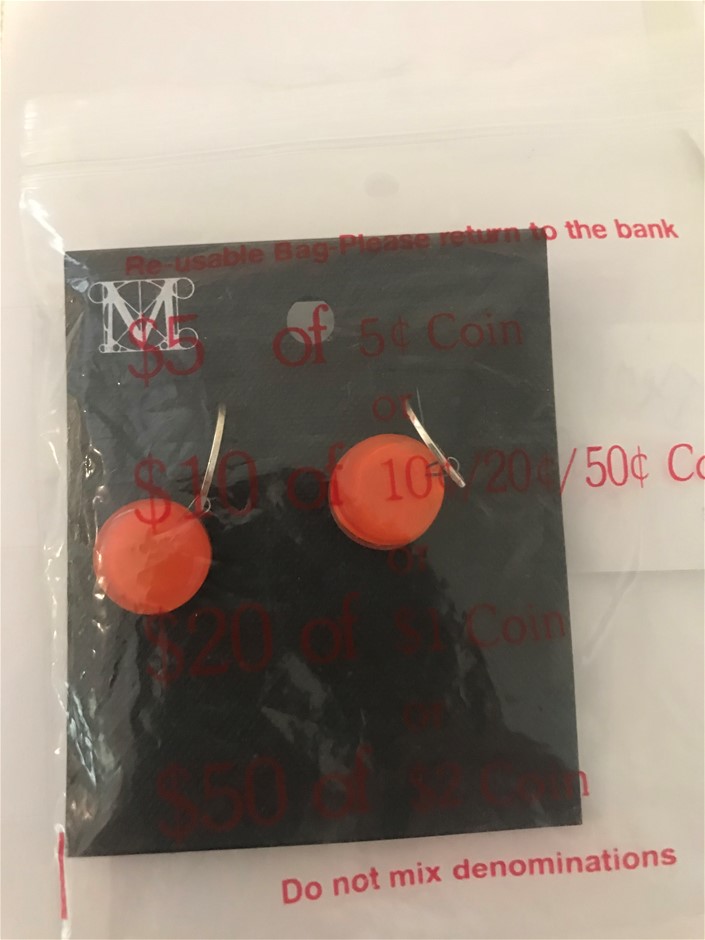 Re-usable Bag-Please return to the bank
M
$5 of 5¢ Coin
or
$10 of 10¢/20¢/50¢ Co
or
$20 of $1 Coin
or
$50 of $2 Coin
Do not mix denominations